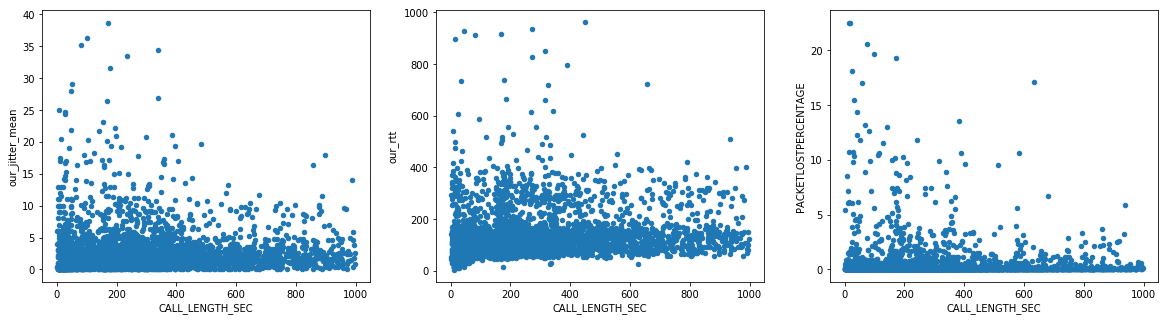 40
35
30
25
20
15
10
5
0
our_jitter_mean
0 200 400 600 800 1000
CALL_LENGTH_SEC
1000
800
600
400
200
0
our_rtt
0 200 400 600 800 1000
CALL_LENGTH_SEC
20
15
10
5
0
PACKETLOSTPERCENTAGE
0 200 400 600 800 1000
CALL_LENGTH_SEC